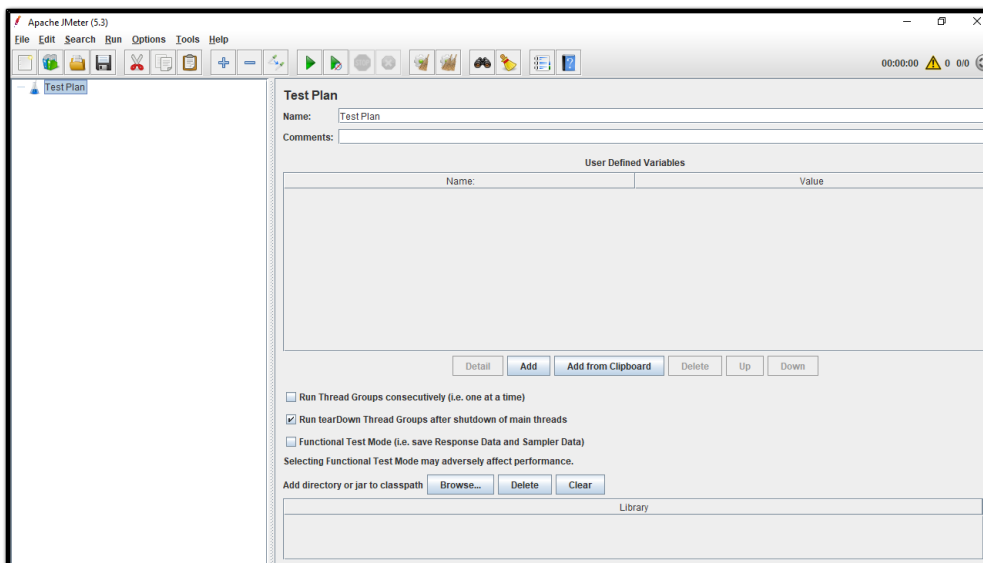 Apache JMeter (5.3)
File Edit Search Run Options Tools Help
00:00:00 0 0/0
Test Plan
Test Plan
Name: Test Plan
Comments:
User Defined Variables
Name: Value
Detail Add Add from Clipboard Delete Up Down
Run Thread Groups consecutively (i.e. one at a time)
Run tearDown Thread Groups after shutdown of main threads
Functional Test Mode (i.e. save Response Data and Sampler Data)
Selecting Functional Test Mode may adversely affect performance.
Add directory or jar to classpath Browse... Delete Clear
Library